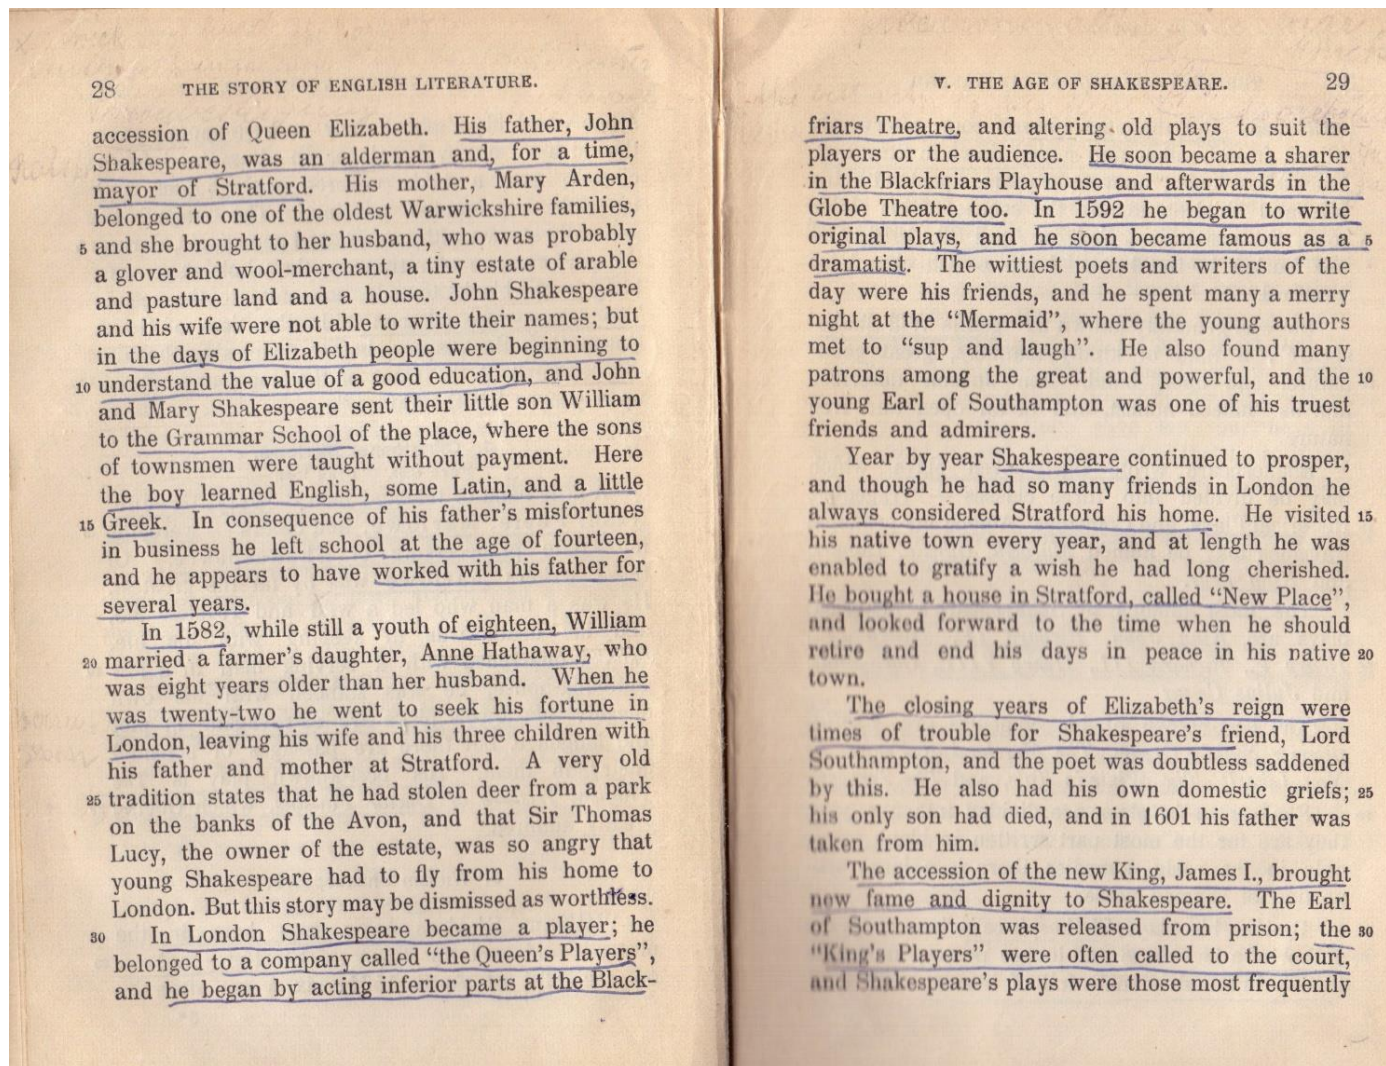 28 THE STORY OF ENGLISH LITERATURE.
accession of Queen Elizabeth. His father, John
Shakespeare, was an alderman and, for a time,
mayor of Stratford. His mother, Mary Arden,
belonged to one of the oldest Warwickshire families,
5 and she brought to her husband, who was probably
a glover and wool-merchant, a tiny estate of arable
and pasture land and a house. John Shakespeare
and his wife were not able to write their names; but
in the days of Elizabeth people were beginning to
10 understand the value of a good education, and John
and Mary Shakespeare sent their little son William
to the Grammar School of the place, where the sons
of townsmen were taught without payment. Here
the boy learned English, some Latin, and a little
15 Greek. In consequence of his father's misfortunes
in business he left school at the age of fourteen,
and he appears to have worked with his father for
several years.
In 1582, while still a youth of eighteen, William
20 married a farmer's daughter, Anne Hathaway, who
was eight years older than her husband. When he
was twenty-two he went to seek his fortune in
London, leaving his wife and his three children with
his father and mother at Stratford. A very old
25 tradition states that he had stolen deer from a park
on the banks of the Avon, and that Sir Thomas
Lucy, the owner of the estate, was so angry that
young Shakespeare had to fly from his home to
London. But this story may be dismissed as worthless.
30 In London Shakespeare became a player; he
belonged to a company called "the Queen's Players",
and he began by acting inferior parts at the Black-
V. THE AGE OF SHAKESPEARE. 29
friars Theatre, and altering old plays to suit the
players or the audience. He soon became a sharer
in the Blackfriars Playhouse and afterwards in the
Globe Theatre too. In 1592 he began to write
original plays, and he soon became famous as a 5
dramatist. The wittiest poets and writers of the
day were his friends, and he spent many a merry
night at the "Mermaid", where the young authors
met to "sup and laugh". He also found many
patrons among the great and powerful, and the 10
young Earl of Southampton was one of his truest
friends and admirers.
Year by year Shakespeare continued to prosper,
and though he had so many friends in London he
always considered Stratford his home. He visited 15
his native town every year, and at length he was
enabled to gratify a wish he had long cherished.
He bought a house in Stratford, called "New Place",
and looked forward to the time when he should
retire and end his days in peace in his native 20
town.
The closing years of Elizabeth's reign were
times of trouble for Shakespeare's friend, Lord
Southampton, and the poet was doubtless saddened
by this. He also had his own domestic griefs; 25
his only son had died, and in 1601 his father was
taken from him.
The accession of the new King, James I., brought
new fame and dignity to Shakespeare. The Earl
of Southampton was released from prison; the 30
"King's Players" were often called to the court,
and Shakespeare's plays were those most frequently